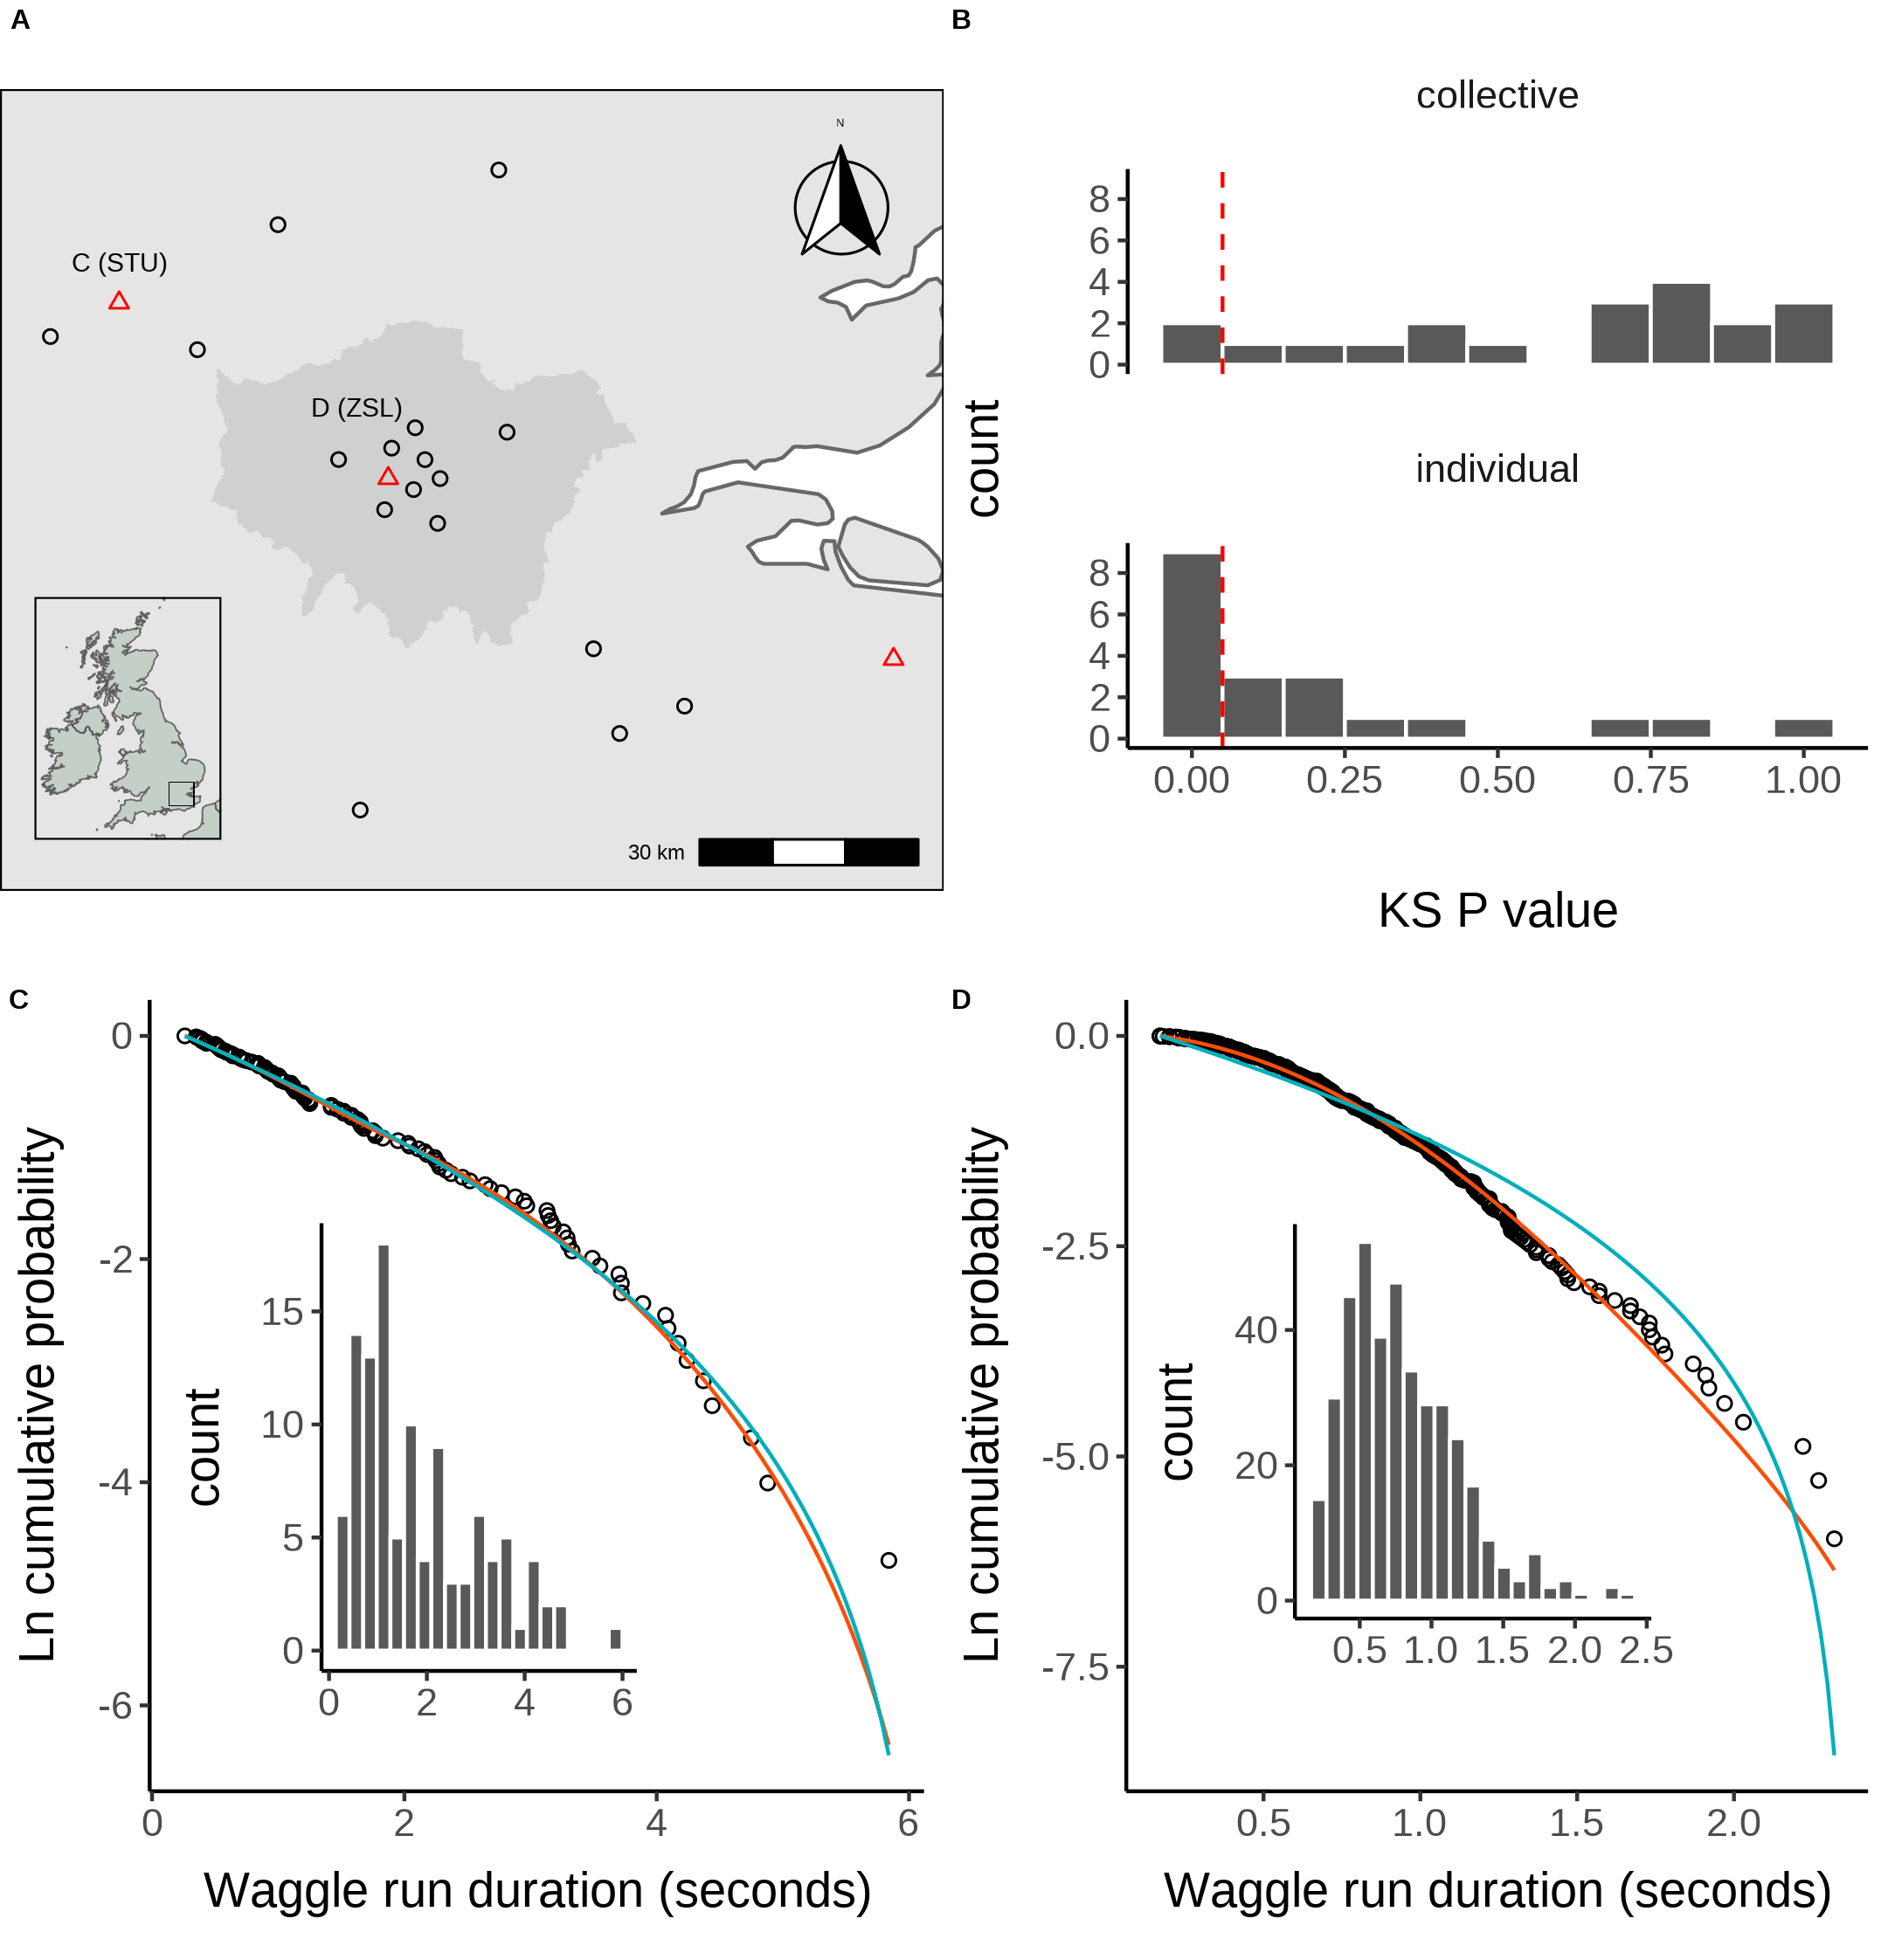 A
N
C (STU)
D (ZSL)
30 km
B
collective
8
6
4
2
0
individual
8
6
4
2
0
count
0.00 0.25 0.50 0.75 1.00
KS P value
C
0
-2
-4
-6
Ln cumulative probability
0 2 4 6
Waggle run duration (seconds)
count
15
10
5
0
0 2 4 6
D
0.0
-2.5
-5.0
-7.5
Ln cumulative probability
0.5 1.0 1.5 2.0
Waggle run duration (seconds)
count
40
20
0
0.5 1.0 1.5 2.0 2.5